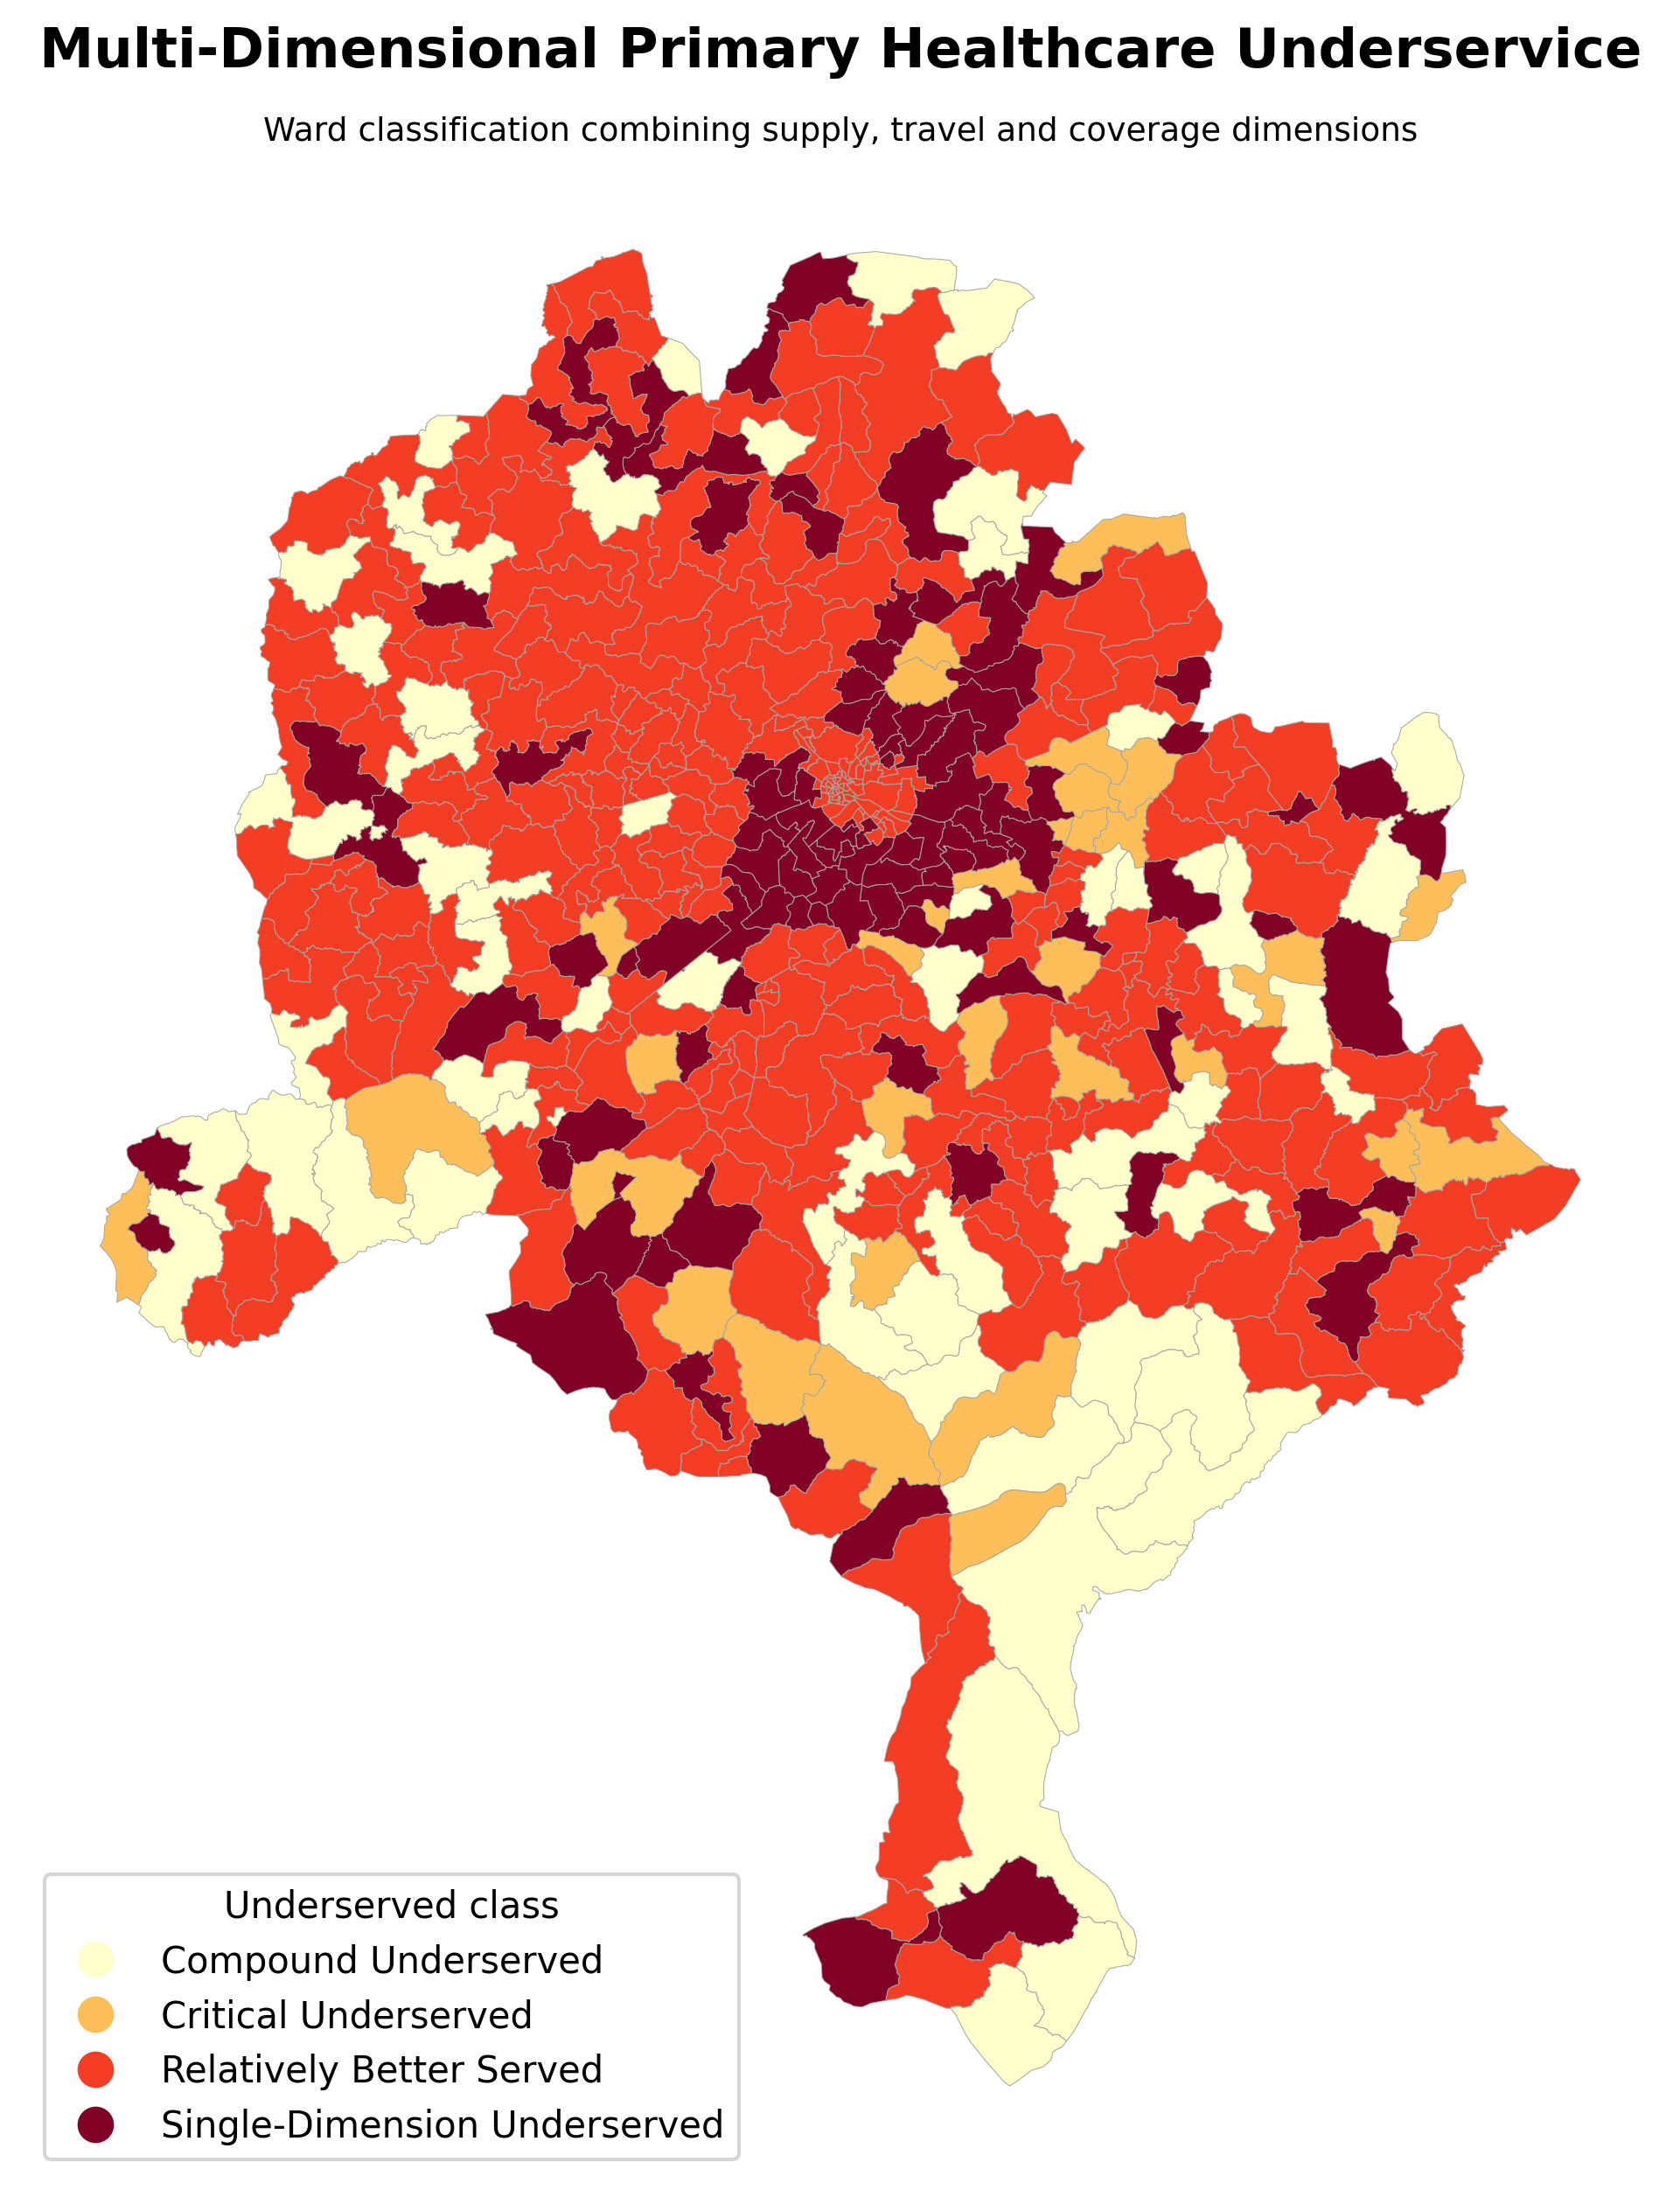 Multi-Dimensional Primary Healthcare Underservice
Ward classification combining supply, travel and coverage dimensions
Underserved class
Compound Underserved
Critical Underserved
Relatively Better Served
Single-Dimension Underserved